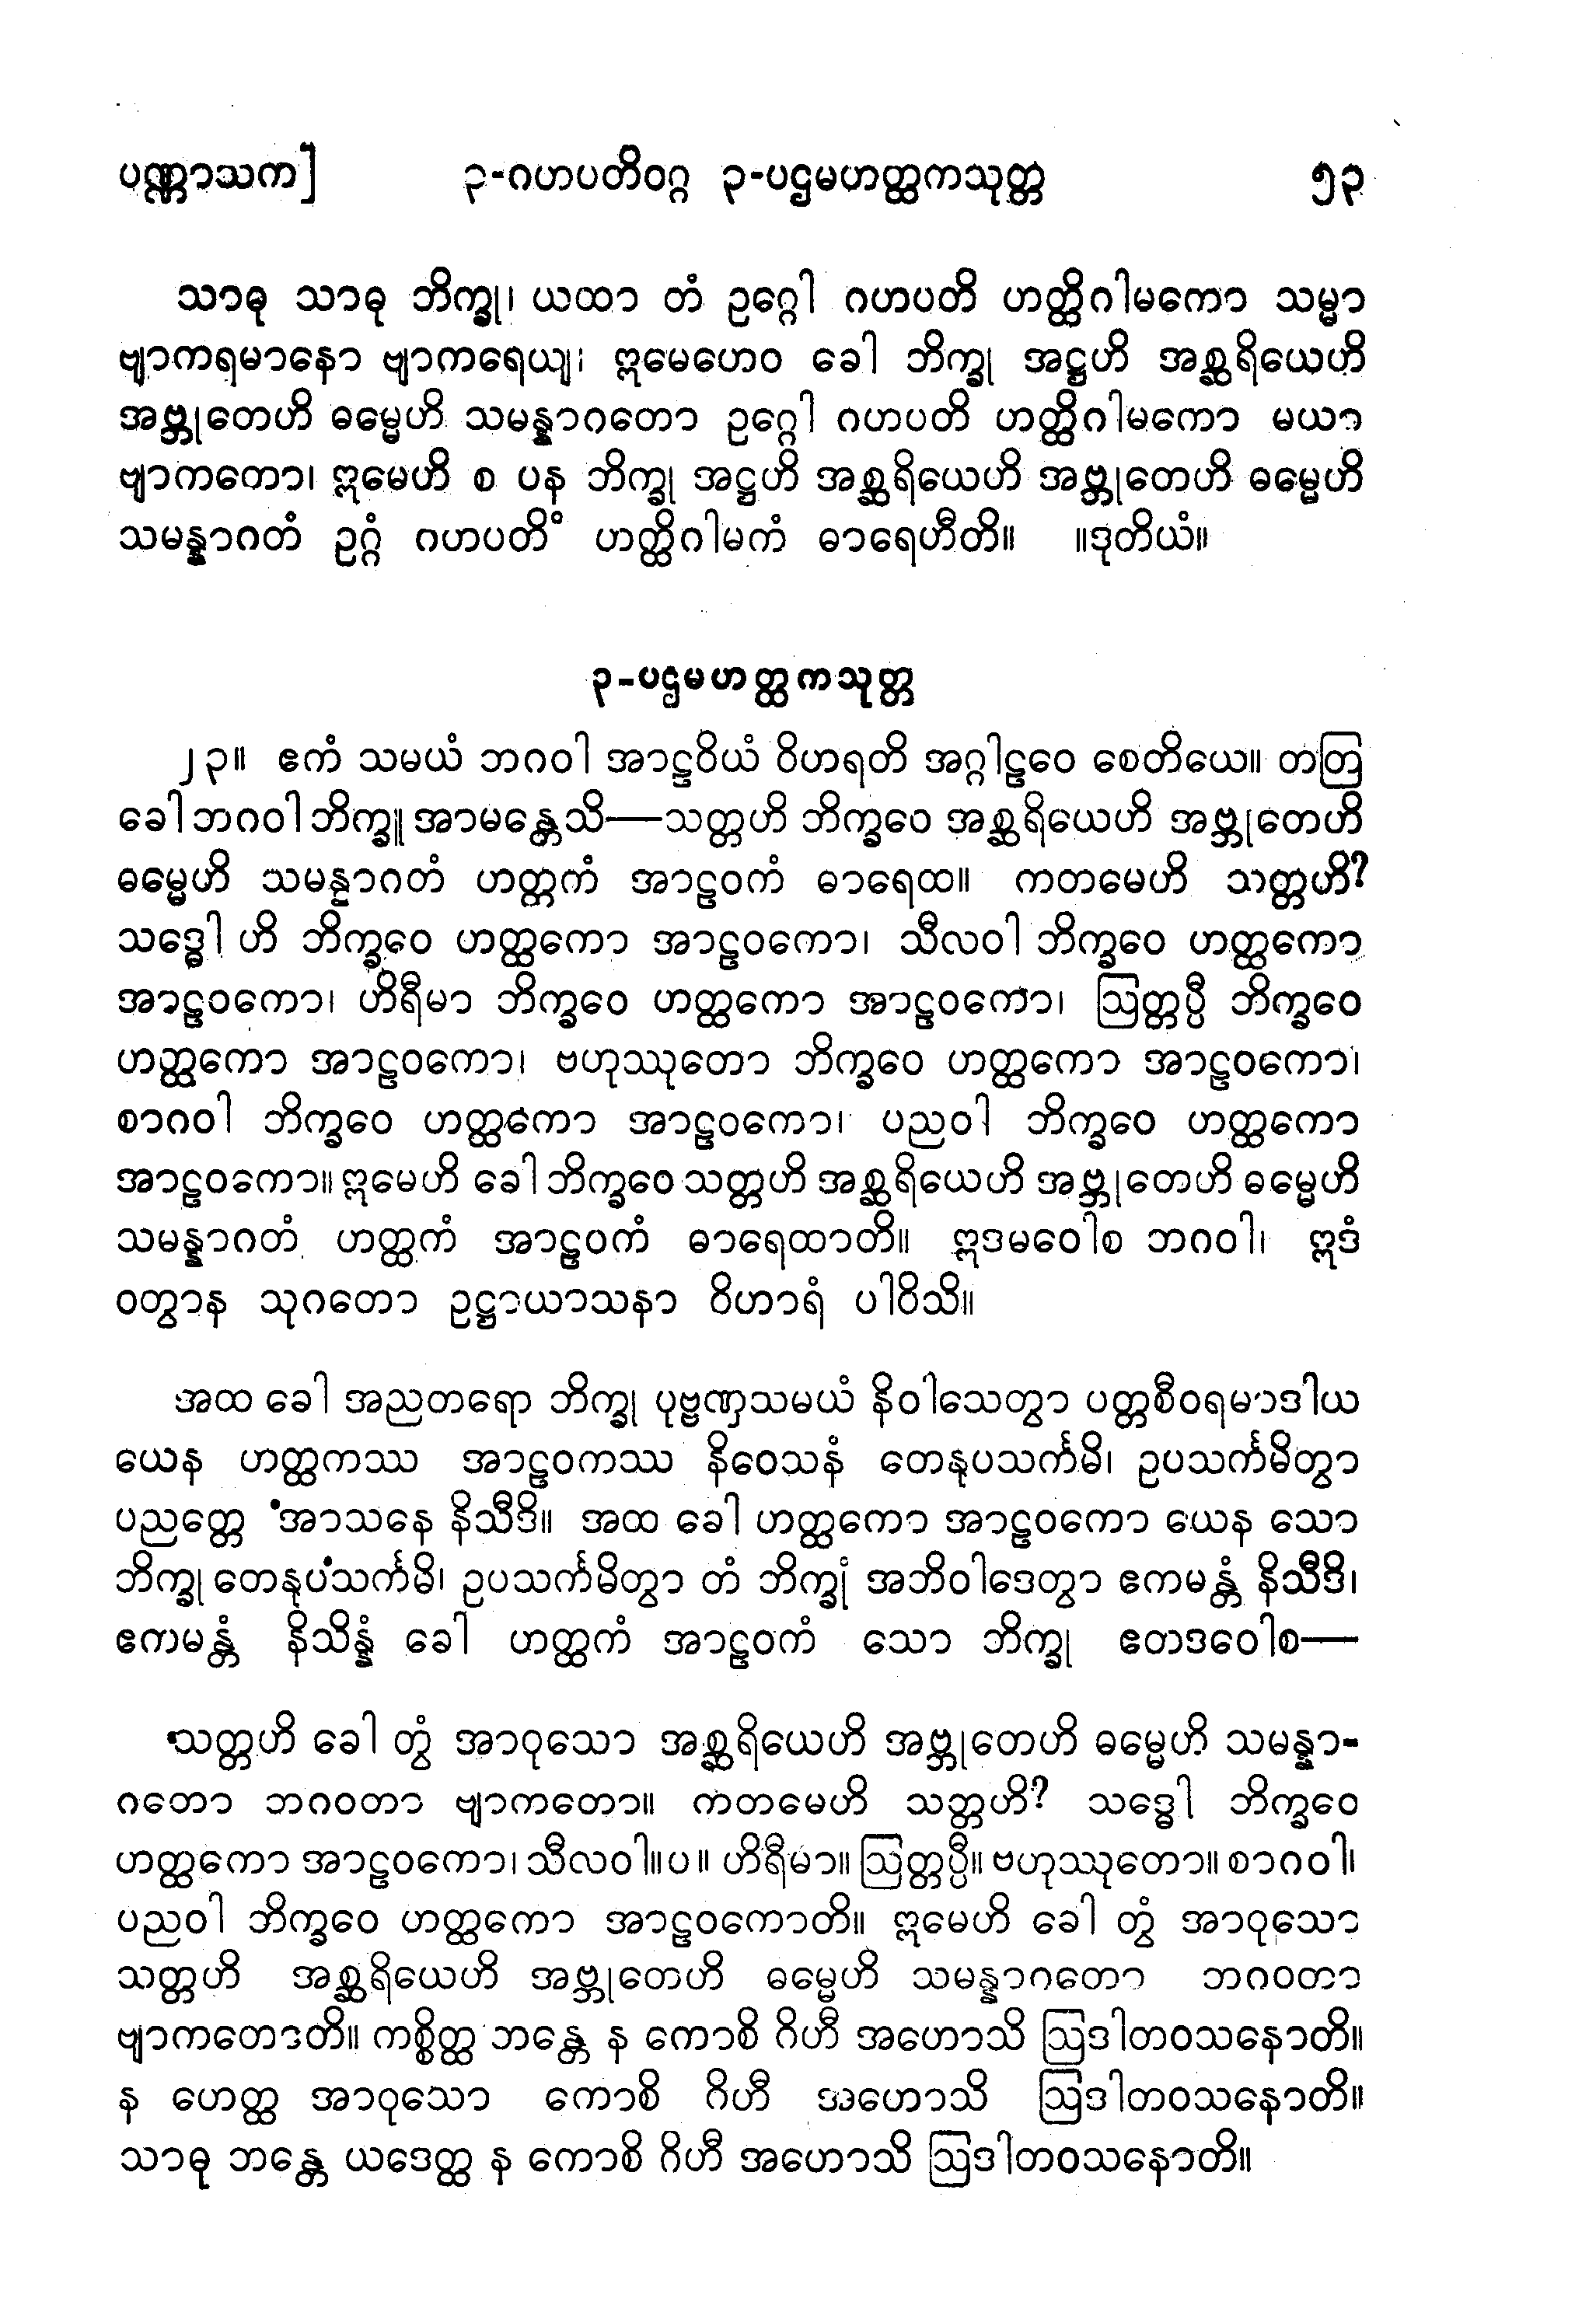 ပဏ္ဏာသက] ၃-ဂဟပတိဝဂ္ဂ ၃-ပဌမဟတ္ထကသုတ္တ ၅၃
သာဓု သာဓု ဘိက္ခု၊ ယထာ တံ ဥဂ္ဂေါ ဂဟပတိ ဟတ္ထိဂါမကော သမ္မာ
ဗျာကရမာနော ဗျာကရေယျ၊ ဣမေဟေဝ ခေါ ဘိက္ခု အဋ္ဌဟိ အစ္ဆရိယေဟိ
အဗ္ဘုတေဟိ ဓမ္မေဟိ သမန္နာဂတော ဥဂ္ဂေါ ဂဟပတိ ဟတ္ထိဂါမကော မယာ
ဗျာကကော၊ ဣမေဟိ စ ပန ဘိက္ခု အဋ္ဌဟိ အစ္ဆရိယေဟိ အဗ္ဘုတေဟိ ဓမ္မေဟိ
သမန္နာဂတံ ဥဂ္ဂံ ဂဟပတိံ ဟတ္ထိဂါမကံ ဓာရေဟီတိ။ ။ဒုတိယံ။
၃-ပဌမဟတ္ထကသုတ္တ
၂၃။ ဧကံ သမယံ ဘဂဝါ အာဠဝိယံ ဝိဟရတိ အဂ္ဂါဠဝေ စေတိယေ။ တတြ
ခေါ ဘဂဝါ ဘိက္ခူ အာမန္တေသိ—သတ္တဟိ ဘိက္ခဝေ အစ္ဆရိယေဟိ အဗ္ဘုတေဟိ
ဓမ္မေဟိ သမန္နာဂတံ ဟတ္ထကံ အာဠဝကံ ဓာရေထ။ ကတမေဟိ သတ္တဟိ?
သဒ္ဓေါ ဟိ ဘိက္ခဝေ ဟတ္ထကော အာဠဝကော၊ သီလဝါ ဘိက္ခဝေ ဟတ္ထကော
အာဠဝကော၊ ဟိရီမာ ဘိက္ခဝေ ဟတ္ထကော အာဠဝကော၊ ဩတ္တပ္ပီ ဘိက္ခဝေ
ဟတ္ထကော အာဠဝကော၊ ဗဟုဿုတော ဘိက္ခဝေ ဟတ္ထကော အာဠဝကော၊
စာဂဝါ ဘိက္ခဝေ ဟတ္ထကော အာဠဝကော၊ ပညဝါ ဘိက္ခဝေ ဟတ္ထကော
အာဠဝကော။ ဣမေဟိ ခေါ ဘိက္ခဝေ သတ္တဟိ အစ္ဆရိယေဟိ အဗ္ဘုတေဟိ ဓမ္မေဟိ
သမန္နာဂတံ ဟတ္ထကံ အာဠဝကံ ဓာရေထာတိ။ ဣဒမဝေါစ ဘဂဝါ၊ ဣဒံ
ဝတွာန သုဂတော ဥဋ္ဌာယာသနာ ဝိဟာရံ ပါဝိသိ။
အထ ခေါ အညတရော ဘိက္ခု ပုဗ္ဗဏှသမယံ နိဝါသေတွာ ပတ္တစီဝရမာဒါယ
ယေန ဟတ္ထကဿ အာဠဝကဿ နိဝေသနံ တေနုပသင်္ကမိ၊ ဥပသင်္ကမိတွာ
ပညတ္တေ အာသနေ နိသီဒိ။ အထ ခေါ ဟတ္ထကော အာဠဝကော ယေန သော
ဘိက္ခု တေနုပသင်္ကမိ၊ ဥပသင်္ကမိတွာ တံ ဘိက္ခုံ အဘိဝါဒေတွာ ဧကမန္တံ နိသီဒိ၊
ဧကမန္တံ နိသိန္နံ ခေါ ဟတ္ထကံ အာဠဝကံ သော ဘိက္ခု ဧတဒဝေါစ—
သတ္တဟိ ခေါ တွံ အာဝုသော အစ္ဆရိယေဟိ အဗ္ဘုတေဟိ ဓမ္မေဟိ သမန္နာ-
ဂတော ဘဂဝတာ ဗျာကတော။ ကတမေဟိ သတ္တဟိ? သဒ္ဓေါ ဘိက္ခဝေ
ဟတ္ထကော အာဠဝကော၊ သီလဝါ။ပ။ ဟိရီမာ။ ဩတ္တပ္ပီ။ ဗဟုဿုတော။ စာဂဝါ၊
ပညဝါ ဘိက္ခဝေ ဟတ္ထကော အာဠဝကောတိ။ ဣမေဟိ ခေါ တွံ အာဝုသော
သတ္တဟိ အစ္ဆရိယေဟိ အဗ္ဘုတေဟိ ဓမ္မေဟိ သမန္နာဂတော ဘဂဝတာ
ဗျာကတောတိ။ ကစ္စိတ္ထ ဘန္တေ န ကောစိ ဂိဟီ အဟောသိ ဩဒါတဝသနောတိ။
န ဟေတ္ထ အာဝုသော ကောစိ ဂိဟီ အဟောသိ ဩဒါတဝသနောတိ။
သာဓု ဘန္တေ ယဒေတ္ထ န ကောစိ ဂိဟီ အဟောသိ ဩဒါတဝသနောတိ။